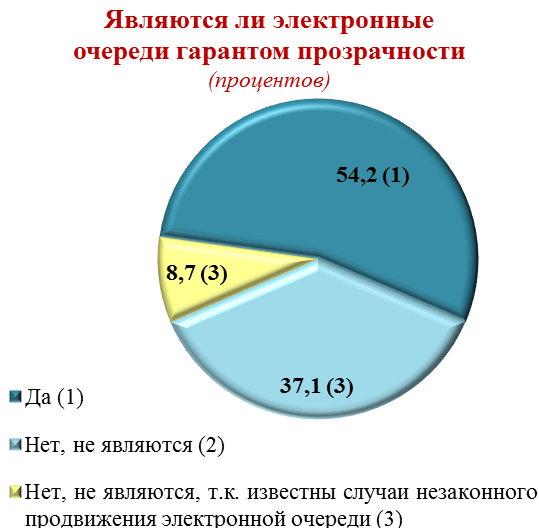 Являются ли электронные
очереди гарантом прозрачности
(процентов)
54,2 (1)
8,7 (3)
37,1 (3)
Да (1)
Нет, не являются (2)
Нет, не являются, т.к. известны случаи незаконного
продвижения электронной очереди (3)